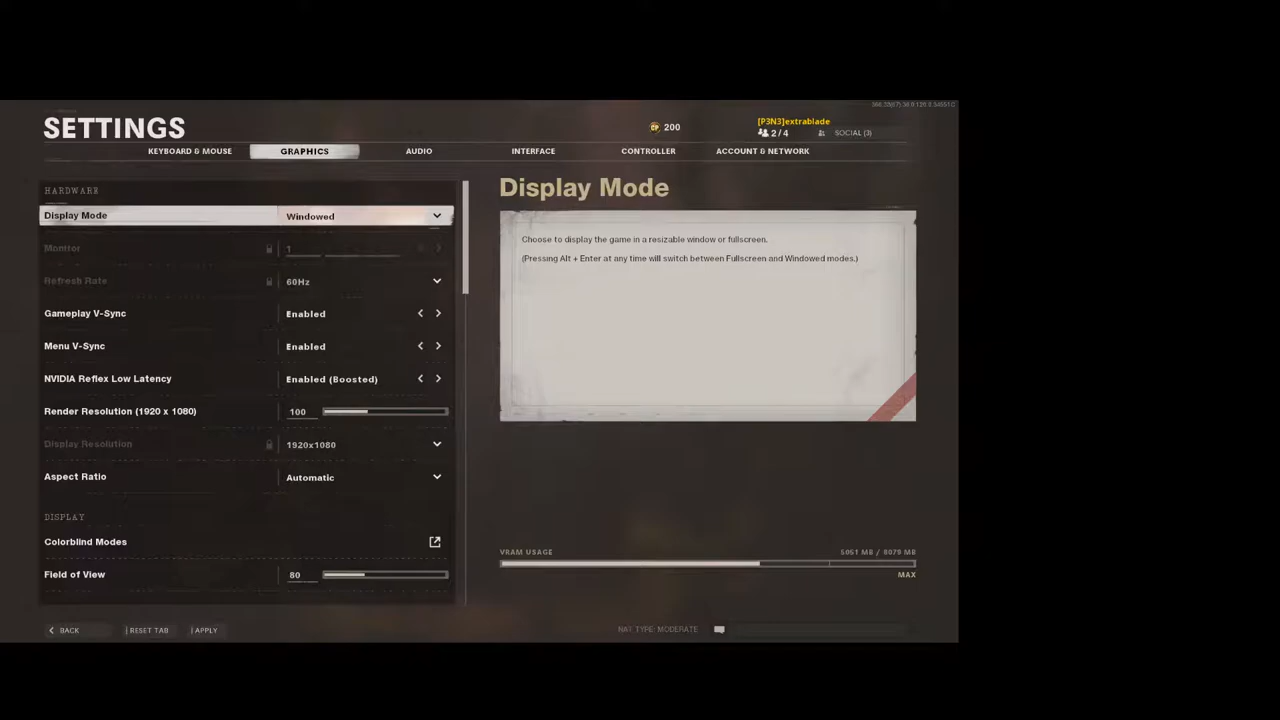 SETTINGS
200
[P3N3]extrablade
2/4
SOCIAL (3)
KEYBOARD & MOUSE
GRAPHICS
AUDIO
INTERFACE
CONTROLLER
ACCOUNT & NETWORK
HARDWARE
Display Mode
Windowed
Monitor
1
Refresh Rate
60Hz
Gameplay V-Sync
Enabled
Menu V-Sync
Enabled
NVIDIA Reflex Low Latency
Enabled (Boosted)
Render Resolution (1920 x 1080)
100
Display Resolution
1920x1080
Aspect Ratio
Automatic
DISPLAY
Colorblind Modes
Field of View
80
Display Mode
Choose to display the game in a resizable window or fullscreen.
(Pressing Alt + Enter at any time will switch between Fullscreen and Windowed modes.)
VRAM USAGE
5051 MB / 8079 MB
MAX
BACK
RESET TAB
APPLY
NAT TYPE: MODERATE